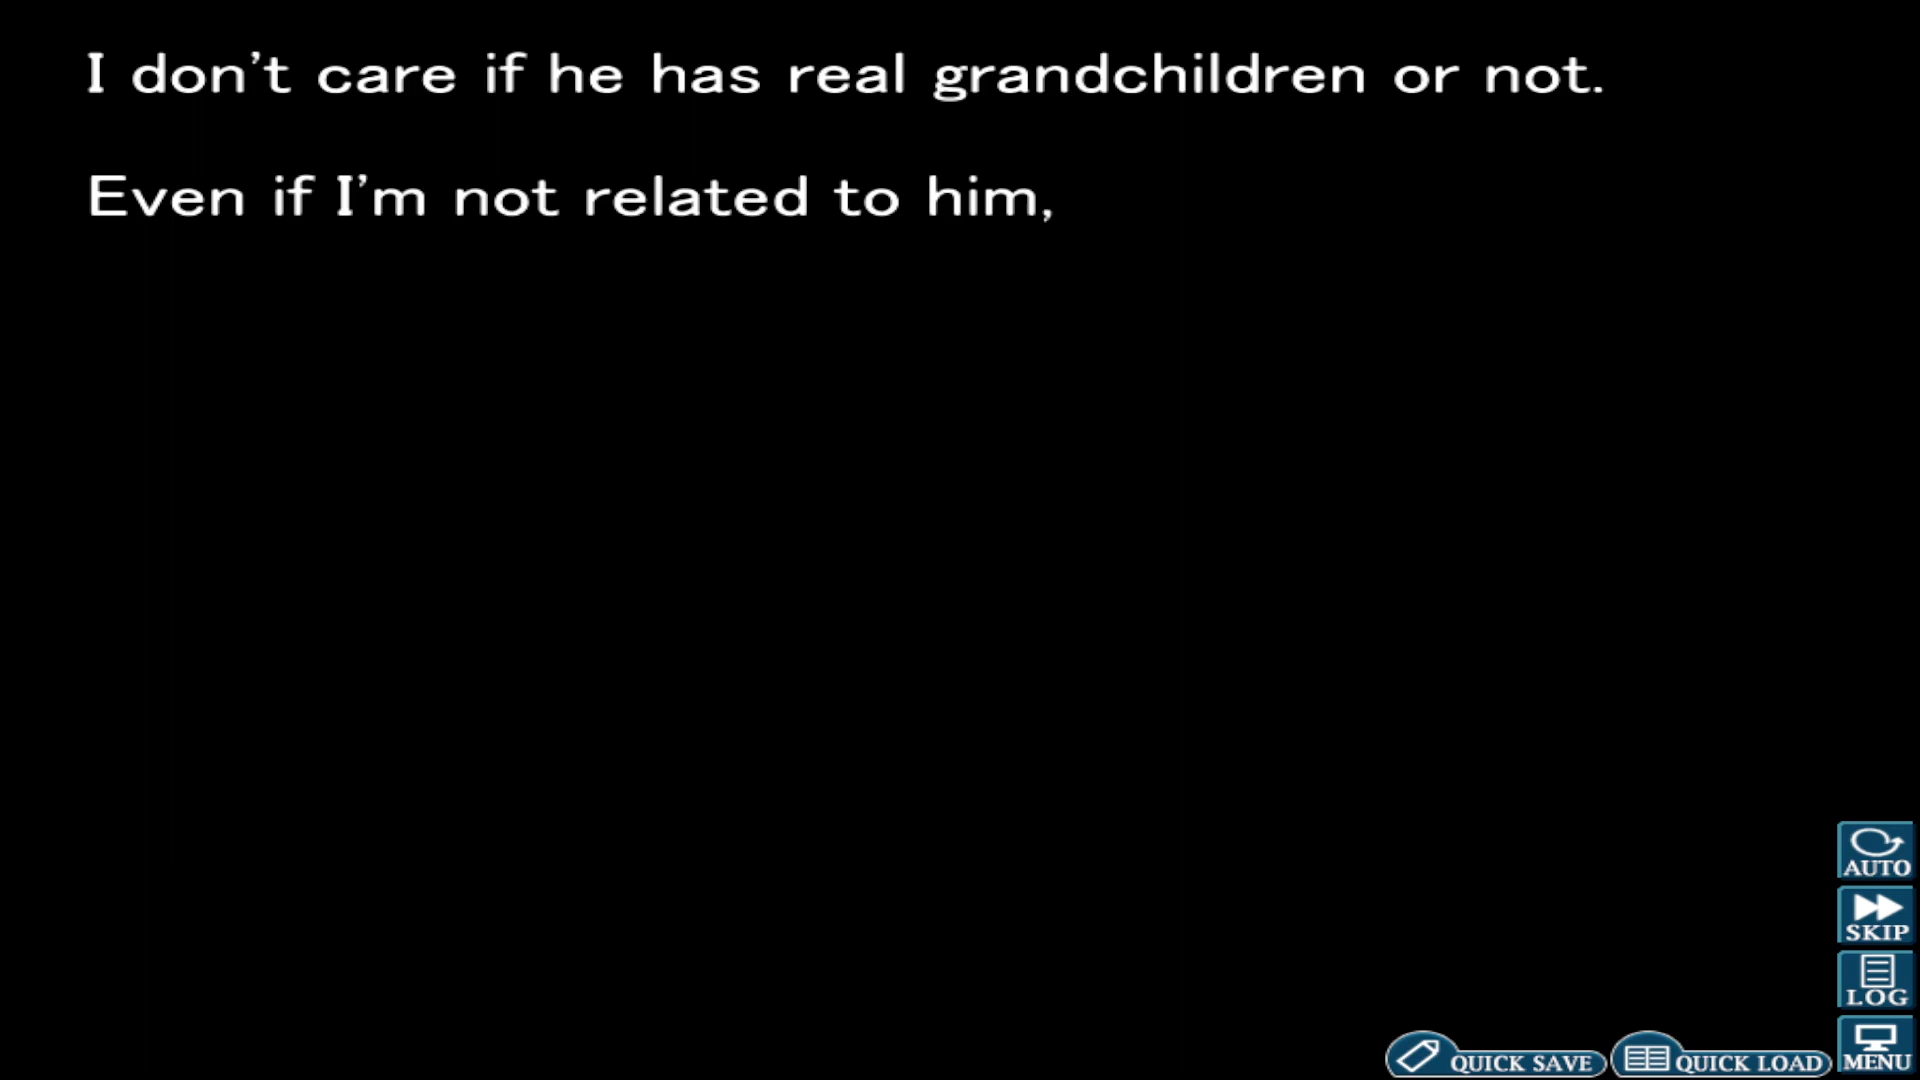 I don't care if he has real grandchildren or not.
Even if I'm not related to him,
AUTO
SKIP
LOG
QUICK SAVE
QUICK LOAD
MENU